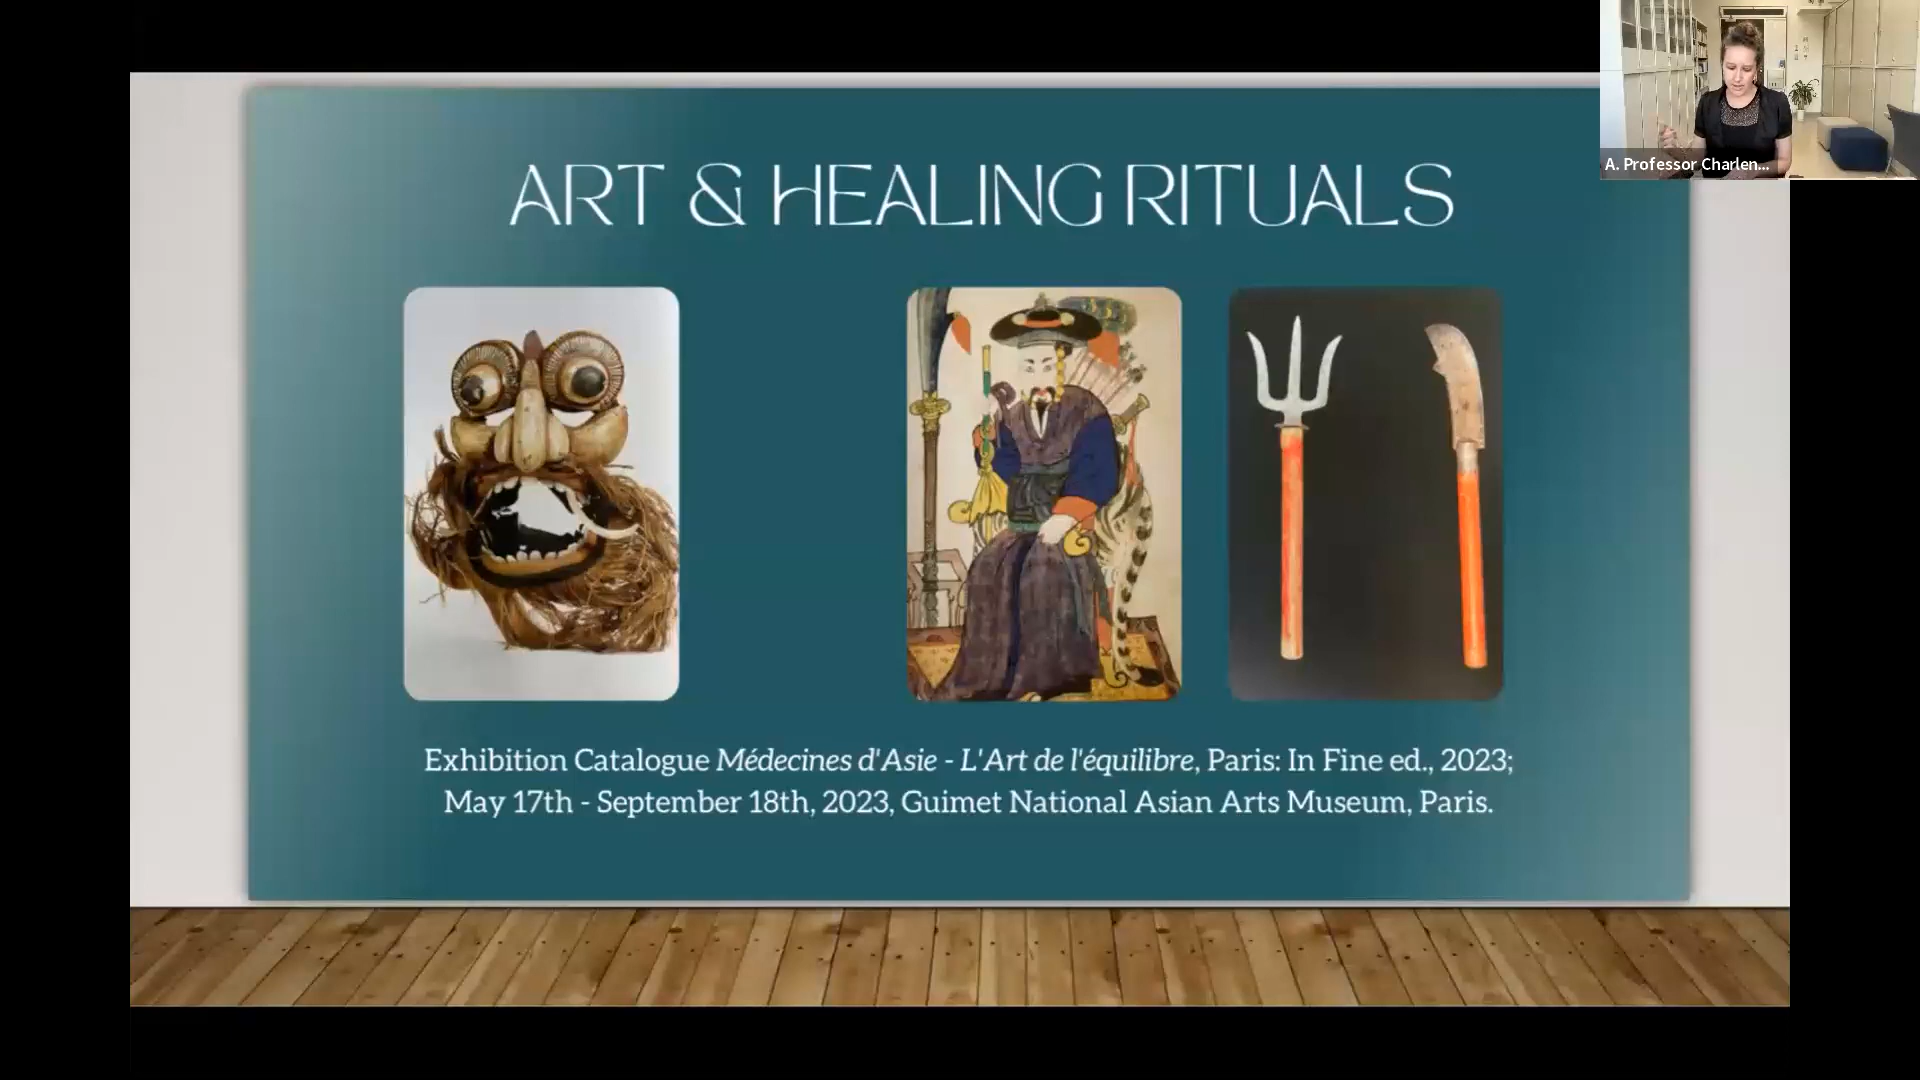 A. Professor Charlen...
ART & HEALING RITUALS
Exhibition Catalogue Médecines d'Asie - L'Art de l'équilibre, Paris: In Fine ed., 2023;
May 17th - September 18th, 2023, Guimet National Asian Arts Museum, Paris.